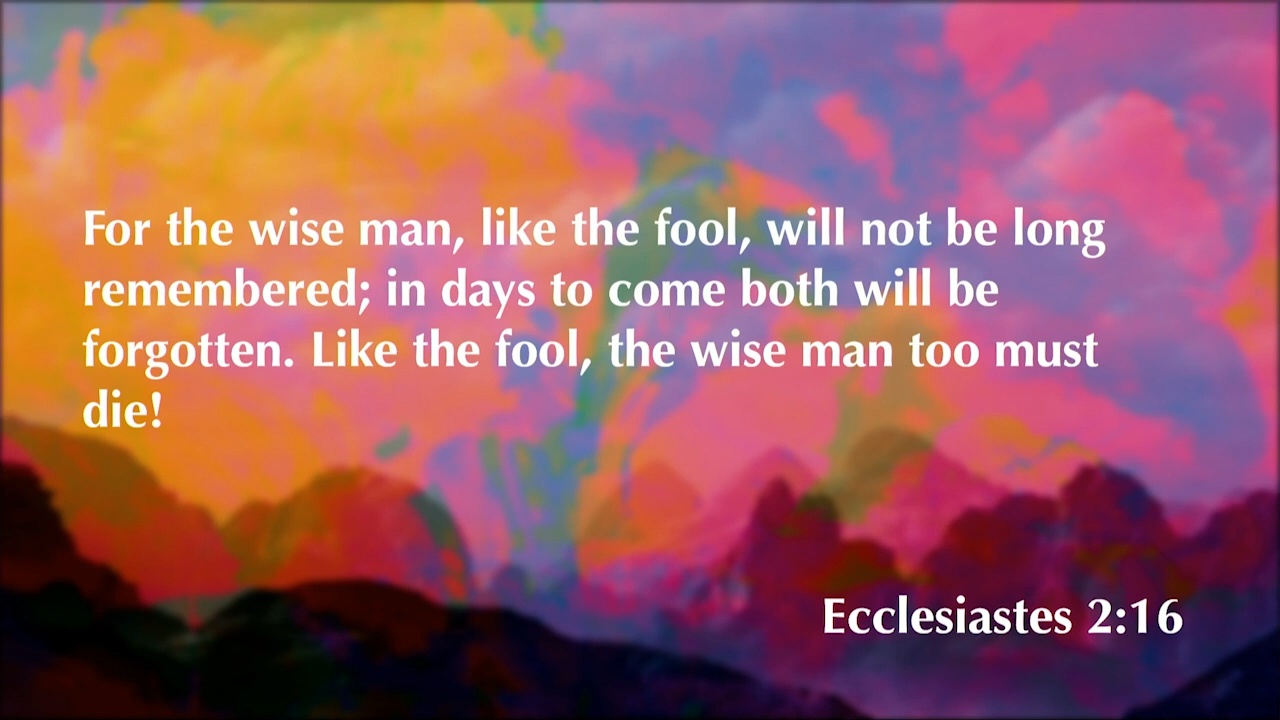 For the wise man, like the fool, will not be long
remembered; in days to come both will be
forgotten. Like the fool, the wise man too must
die!
Ecclesiastes 2:16